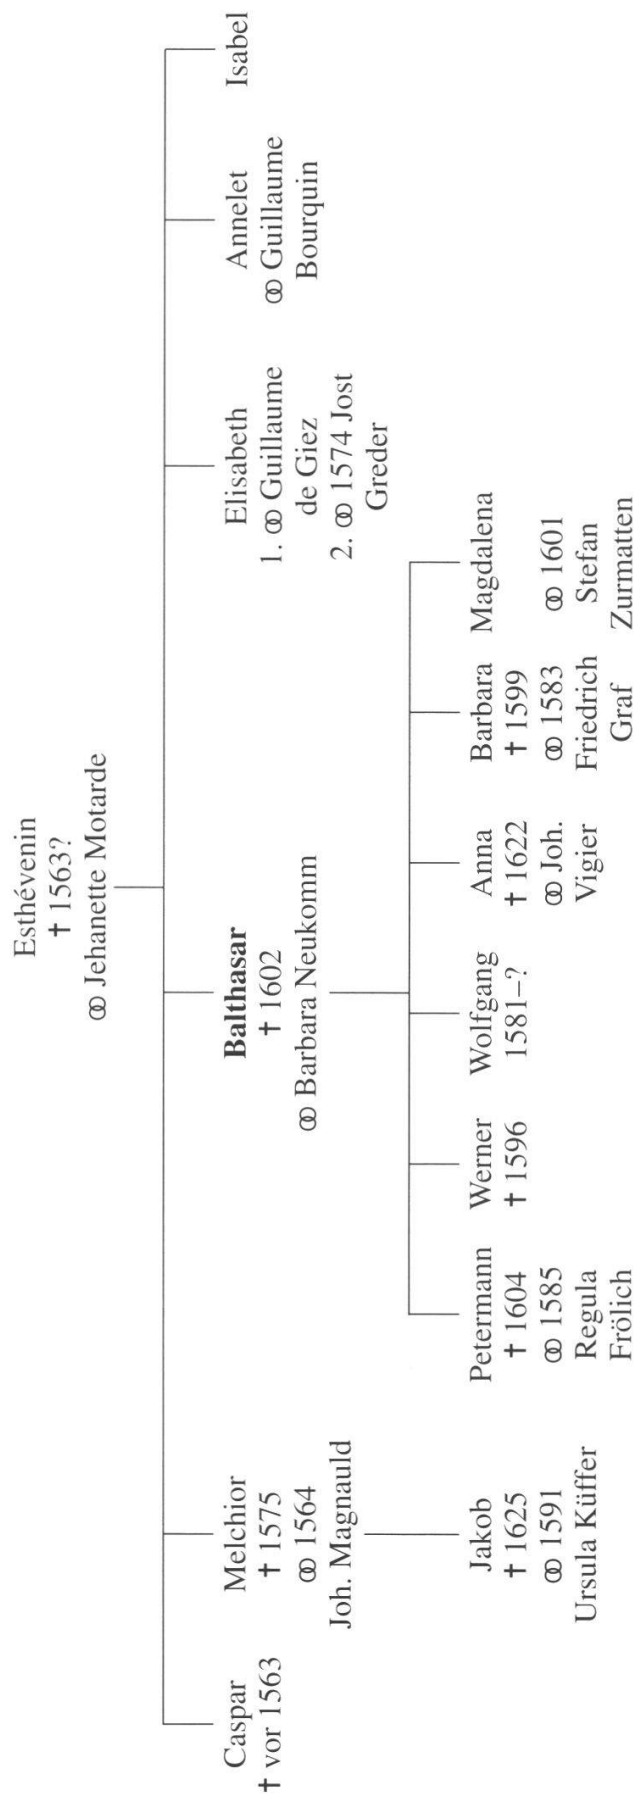 Esthévenin
† 1563?
⚭ Jehanette Motarde
Caspar
† vor 1563
Melchior
† 1575
⚭ 1564
Joh. Magnauld
Balthasar
† 1602
⚭ Barbara Neukomm
Elisabeth
1. ⚭ Guillaume
de Giez
2. ⚭ 1574 Jost
Greder
Annelet
⚭ Guillaume
Bourquin
Isabel
Jakob
† 1625
⚭ 1591
Ursula Küffer
Petermann
† 1604
⚭ 1585
Regula
Frölich
Werner
† 1596
Wolfgang
1581–?
Anna
† 1622
⚭ Joh.
Vigier
Barbara
† 1599
⚭ 1583
Friedrich
Graf
Magdalena
⚭ 1601
Stefan
Zurmatten